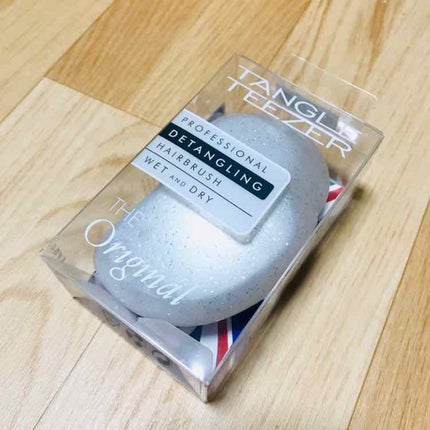 TANGLE
TEEZER
PROFESSIONAL
DETANGLING
HAIRBRUSH
WET AND DRY
THE
Original